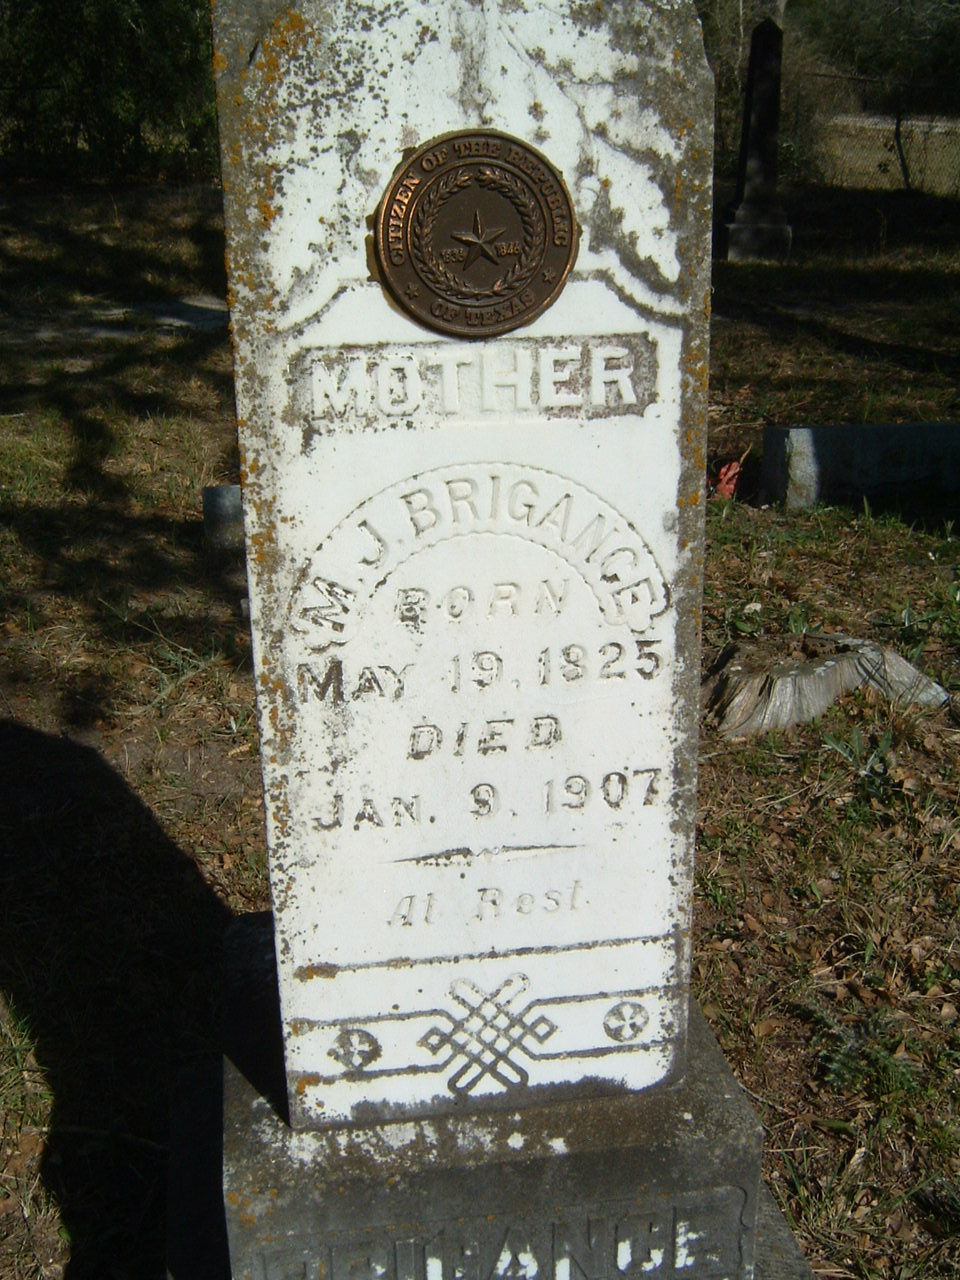 CITIZEN OF THE REPUBLIC
1836 1846
OF TEXAS
MOTHER
M. J. BRIGANCE
BORN
MAY 19. 1825
DIED
JAN. 9. 1907
At Rest.
BRIGANCE